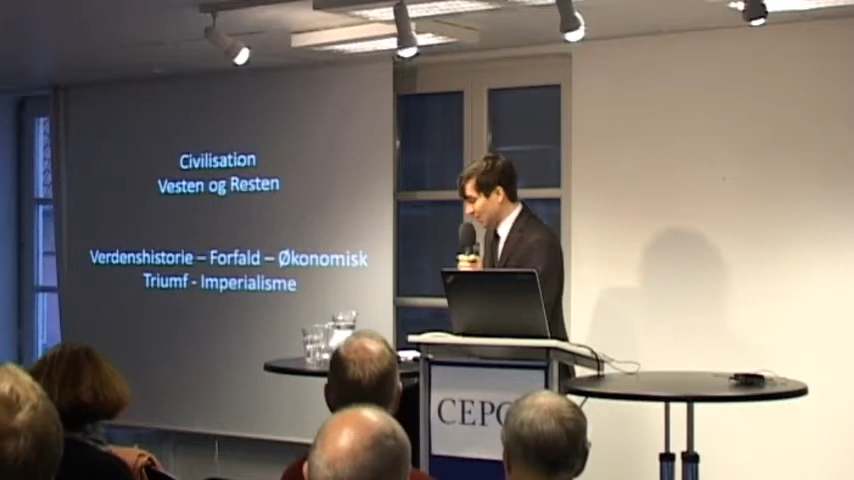 Civilisation
Vesten og Resten
Verdenshistorie – Forfald – Økonomisk
Triumf - Imperialisme
CEPO